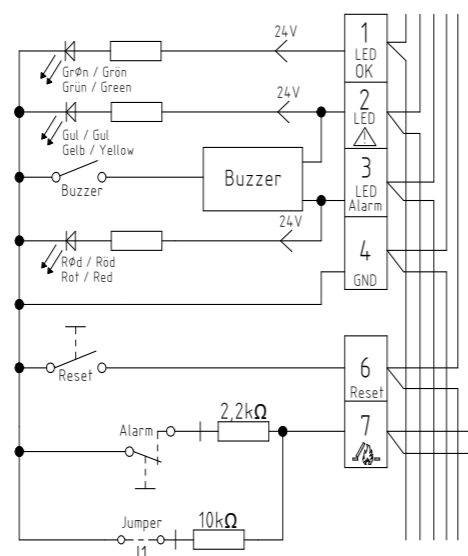 24V
1
LED
OK
GrØn / Grön
Grün / Green
24V
2
LED
Gul / Gul
Gelb / Yellow
Buzzer
Buzzer
3
LED
Alarm
24V
RØd / Röd
Rot / Red
4
GND
Reset
6
Reset
Alarm
2,2kΩ
7
Jumper
J1
10kΩ